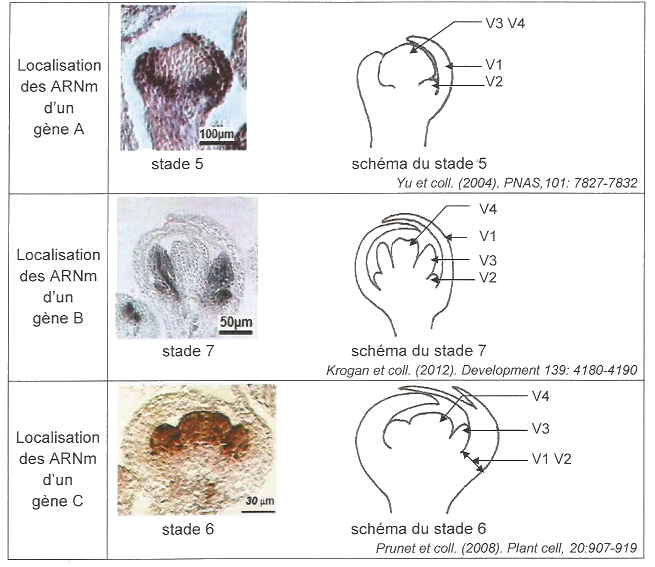 Localisation
des ARNm
d'un
gène A
100µm
stade 5
V3 V4
V1
V2
schéma du stade 5
Yu et coll. (2004). PNAS,101: 7827-7832
Localisation
des ARNm
d'un
gène B
50µm
stade 7
V4
V1
V3
V2
schéma du stade 7
Krogan et coll. (2012). Development 139: 4180-4190
Localisation
des ARNm
d'un
gène C
30 µm
stade 6
V4
V3
V1 V2
schéma du stade 6
Prunet et coll. (2008). Plant cell, 20:907-919